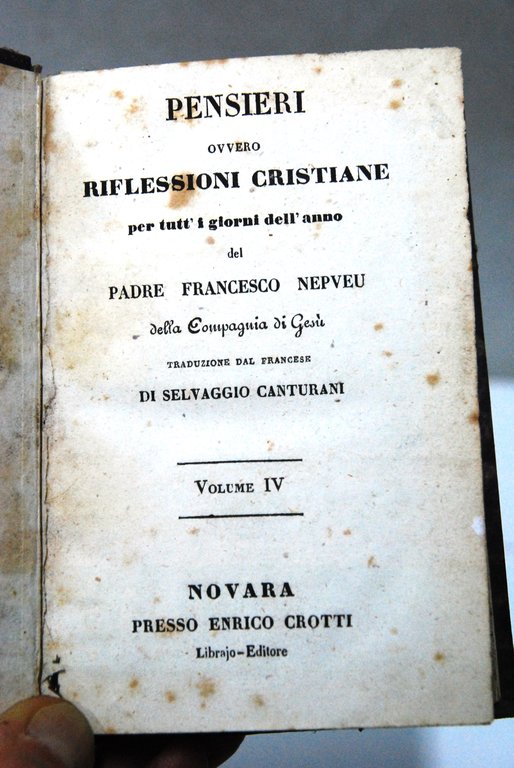 PENSIERI
OVVERO
RIFLESSIONI CRISTIANE
per tutt' i giorni dell' anno
del
PADRE FRANCESCO NEPVEU
della Compagnia di Gesù
TRADUZIONE DAL FRANCESE
DI SELVAGGIO CANTURANI
VOLUME IV
NOVARA
PRESSO ENRICO CROTTI
Librajo-Editore